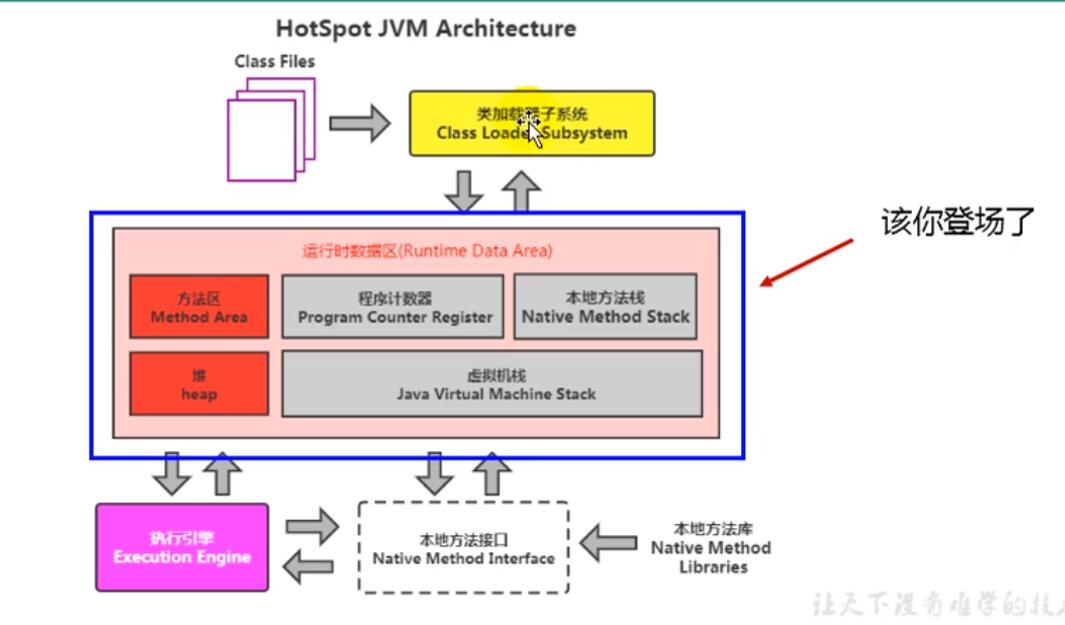 HotSpot JVM Architecture
Class Files
类加载器子系统
Class Loader Subsystem
该你登场了
运行时数据区(Runtime Data Area)
方法区
Method Area
程序计数器
Program Counter Register
本地方法栈
Native Method Stack
堆
heap
虚拟机栈
Java Virtual Machine Stack
执行引擎
Execution Engine
本地方法接口
Native Method Interface
本地方法库
Native Method
Libraries
让天下没有难学的技